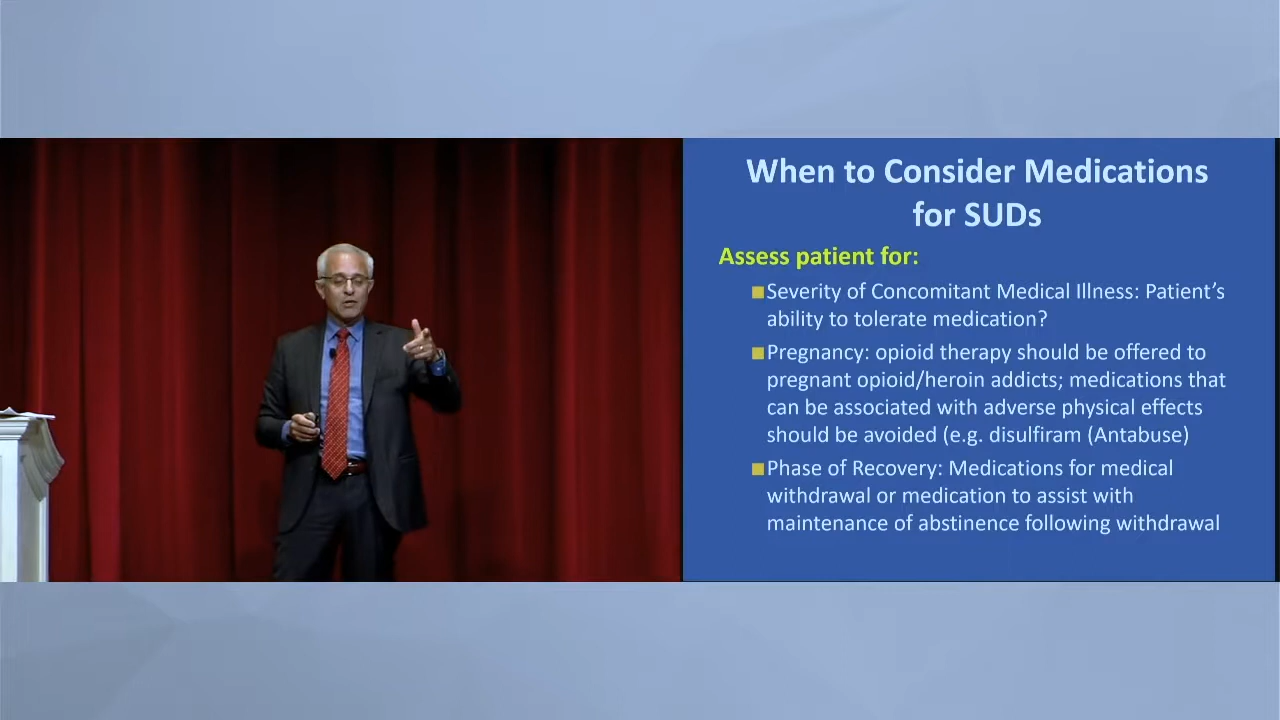 When to Consider Medications
for SUDs
Assess patient for:
Severity of Concomitant Medical Illness: Patient’s
ability to tolerate medication?
Pregnancy: opioid therapy should be offered to
pregnant opioid/heroin addicts; medications that
can be associated with adverse physical effects
should be avoided (e.g. disulfiram (Antabuse)
Phase of Recovery: Medications for medical
withdrawal or medication to assist with
maintenance of abstinence following withdrawal